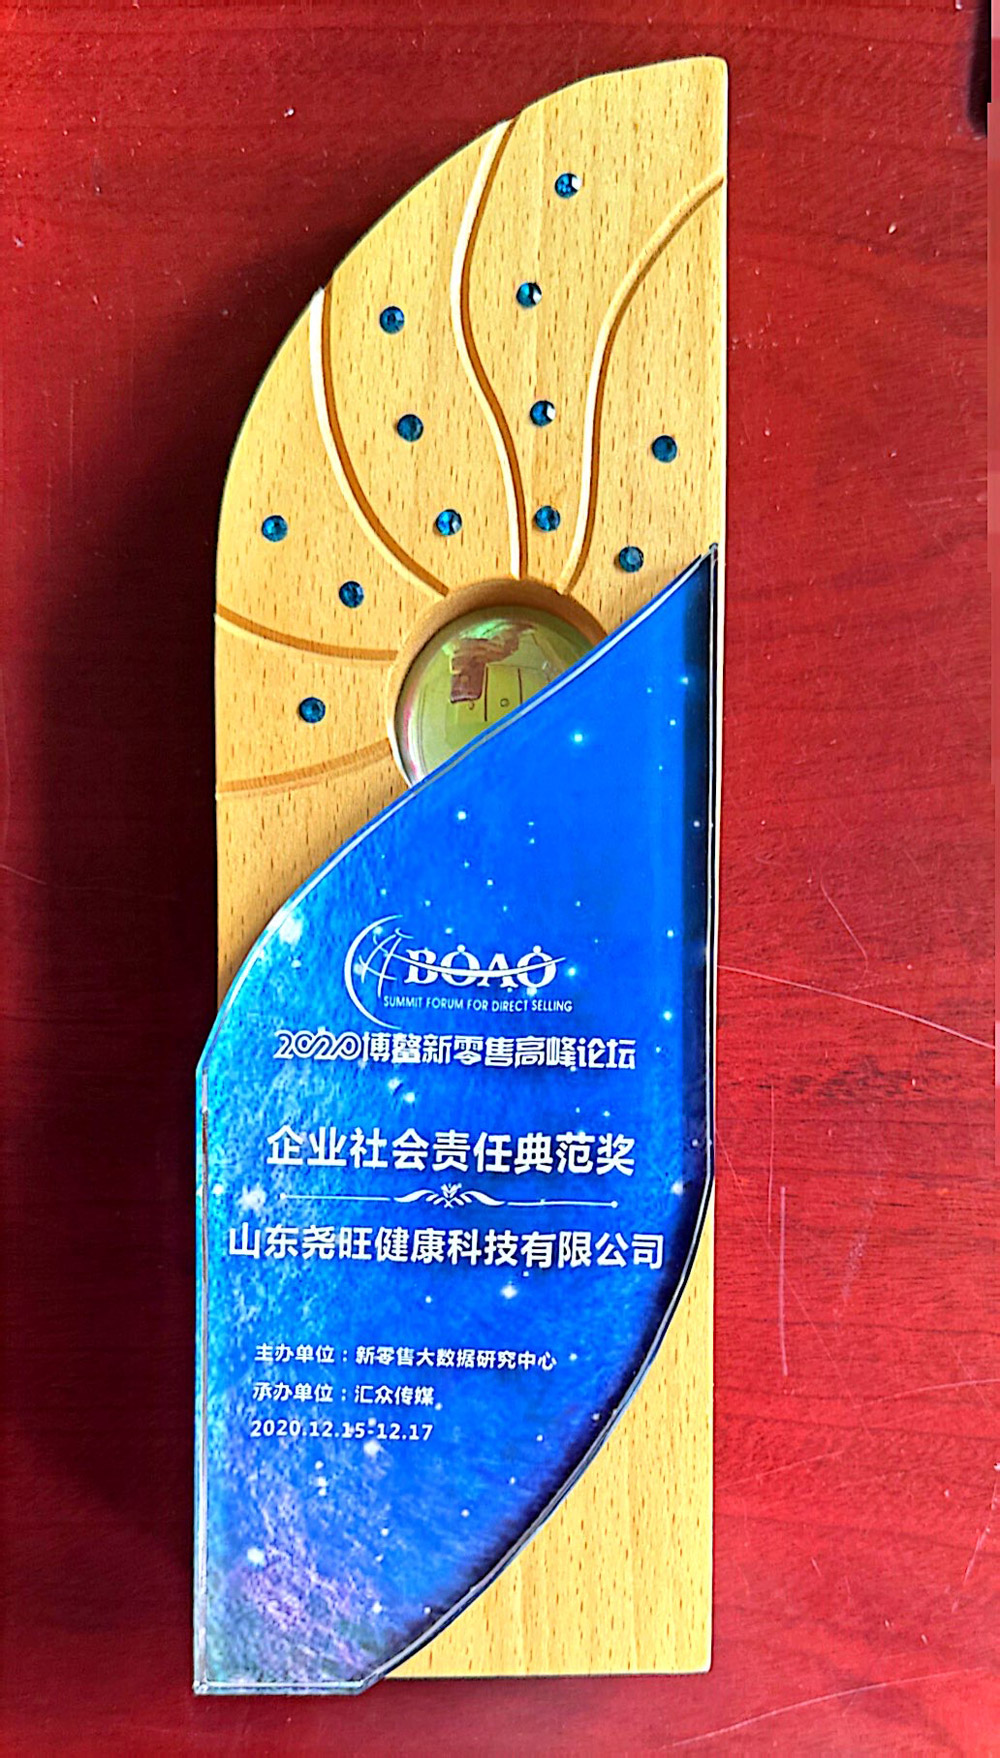 BOAO
SUMMIT FORUM FOR DIRECT SELLING
2020博鳌新零售高峰论坛
企业社会责任典范奖
山东尧旺健康科技有限公司
主办单位：新零售大数据研究中心
承办单位：汇众传媒
2020.12.15-12.17